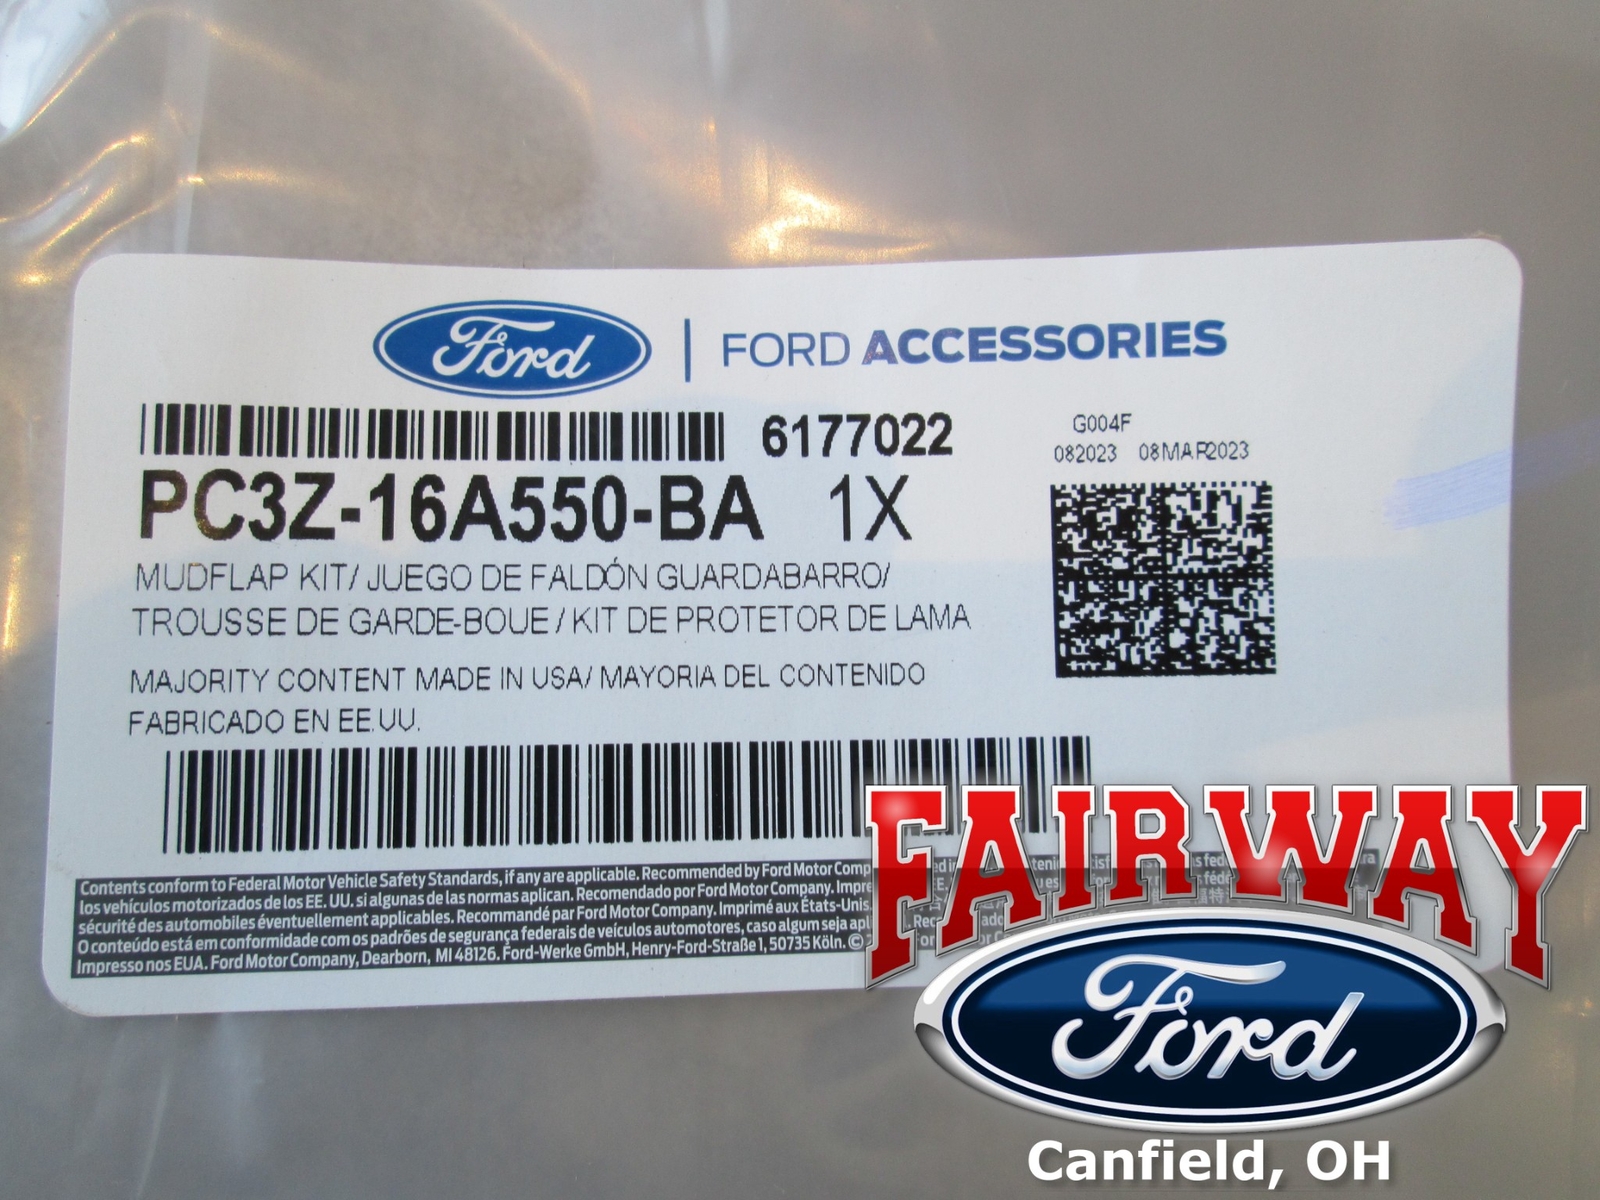 Ford | FORD ACCESSORIES
6177022
G004F
082023 08MAR2023
PC3Z-16A550-BA 1X
MUDFLAP KIT/ JUEGO DE FALDÓN GUARDABARRO/
TROUSSE DE GARDE-BOUE / KIT DE PROTETOR DE LAMA
MAJORITY CONTENT MADE IN USA/ MAYORIA DEL CONTENIDO
FABRICADO EN EE.UU.
Contents conform to Federal Motor Vehicle Safety Standards, if any are applicable. Recommended by Ford Motor
los vehículos motorizados de los EE. UU. si algunas de las normas aplican. Recomendado por Ford Motor Company.
sécurité des automobiles éventuellement applicables. Recommandé par Ford Motor Company. Imprimé aux États-Unis.
O conteúdo está em conformidade com os padrões de segurança federais de veículos automotores, caso algum seja
Impresso nos EUA. Ford Motor Company, Dearborn, MI 48126. Ford-Werke GmbH, Henry-Ford-Straße 1, 50735 Köln. ©
FAIRWAY
Ford
Canfield, OH